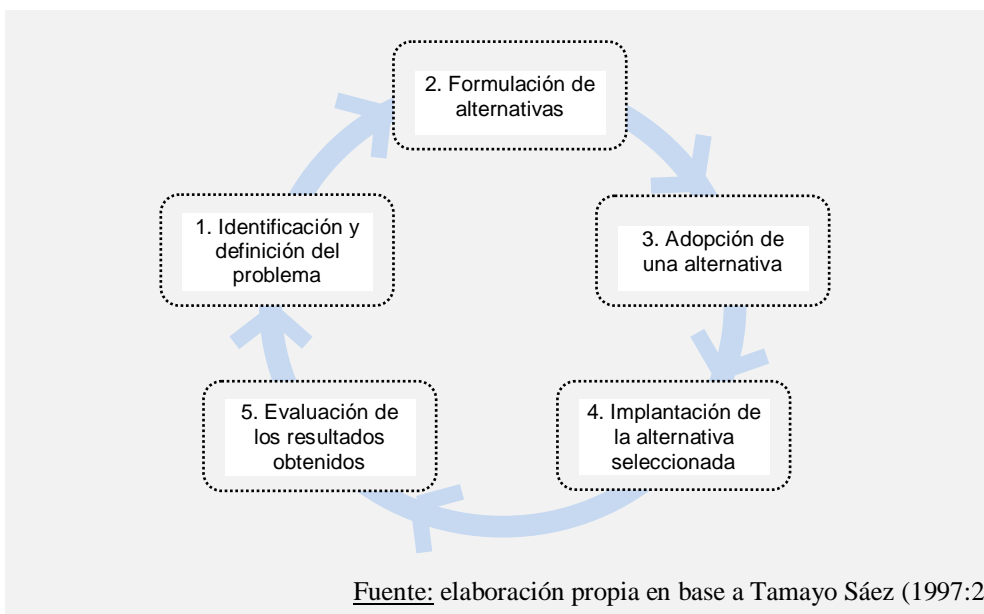 2. Formulación de
alternativas
1. Identificación y
definición del
problema
3. Adopción de
una alternativa
5. Evaluación de
los resultados
obtenidos
4. Implantación de
la alternativa
seleccionada
Fuente: elaboración propia en base a Tamayo Sáez (1997:2